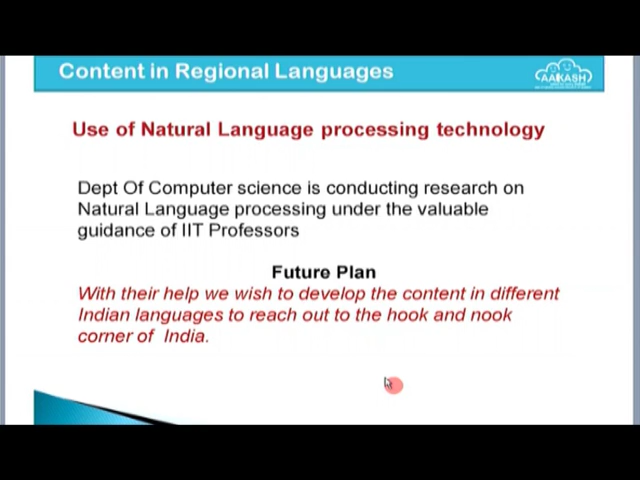 Content in Regional Languages
AAKASH
Use of Natural Language processing technology
Dept Of Computer science is conducting research on
Natural Language processing under the valuable
guidance of IIT Professors
Future Plan
With their help we wish to develop the content in different
Indian languages to reach out to the hook and nook
corner of India.